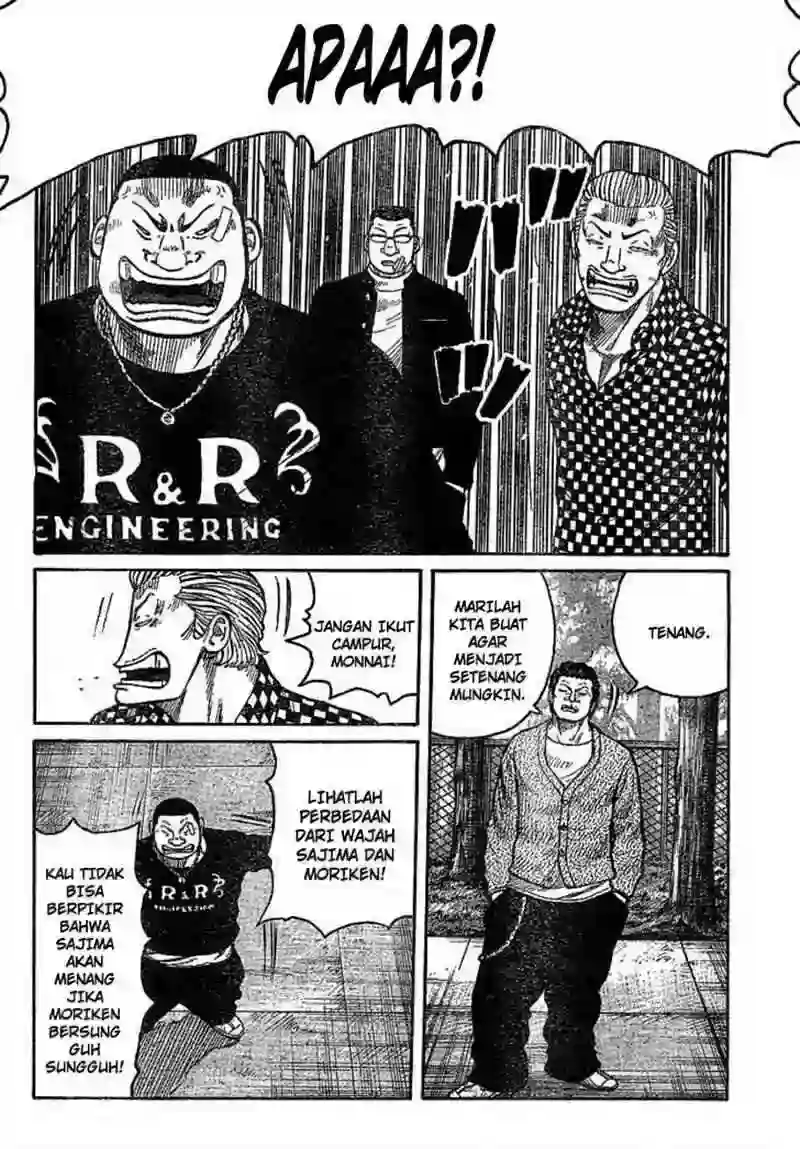 APAAA?!
R & R
ENGINEERING
TENANG.
MARILAH
KITA BUAT
AGAR
MENJADI
SETENANG
MUNGKIN.
JANGAN IKUT
CAMPUR,
MONNAI!
LIHATLAH
PERBEDAAN
DARI WAJAH
SAJIMA DAN
MORIKEN!
R & R
KAU TIDAK
BISA
BERPIKIR
BAHWA
SAJIMA
AKAN
MENANG
JIKA
MORIKEN
BERSUNG
GUH
SUNGGUH!